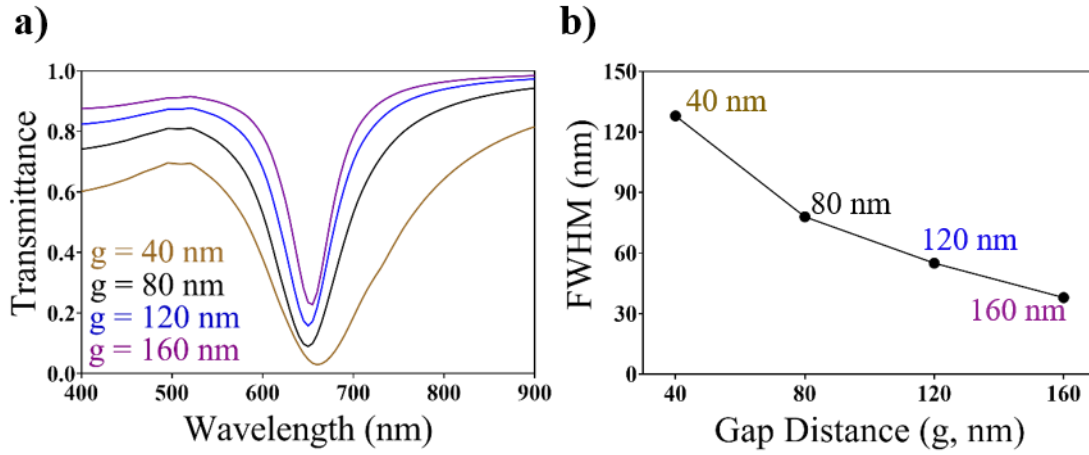 a)
Transmittance
1.0
0.8
0.6
0.4
0.2
0.0
g = 40 nm
g = 80 nm
g = 120 nm
g = 160 nm
400 500 600 700 800 900
Wavelength (nm)
b)
FWHM (nm)
150
120
90
60
30
0
40 nm
80 nm
120 nm
160 nm
40 80 120 160
Gap Distance (g, nm)